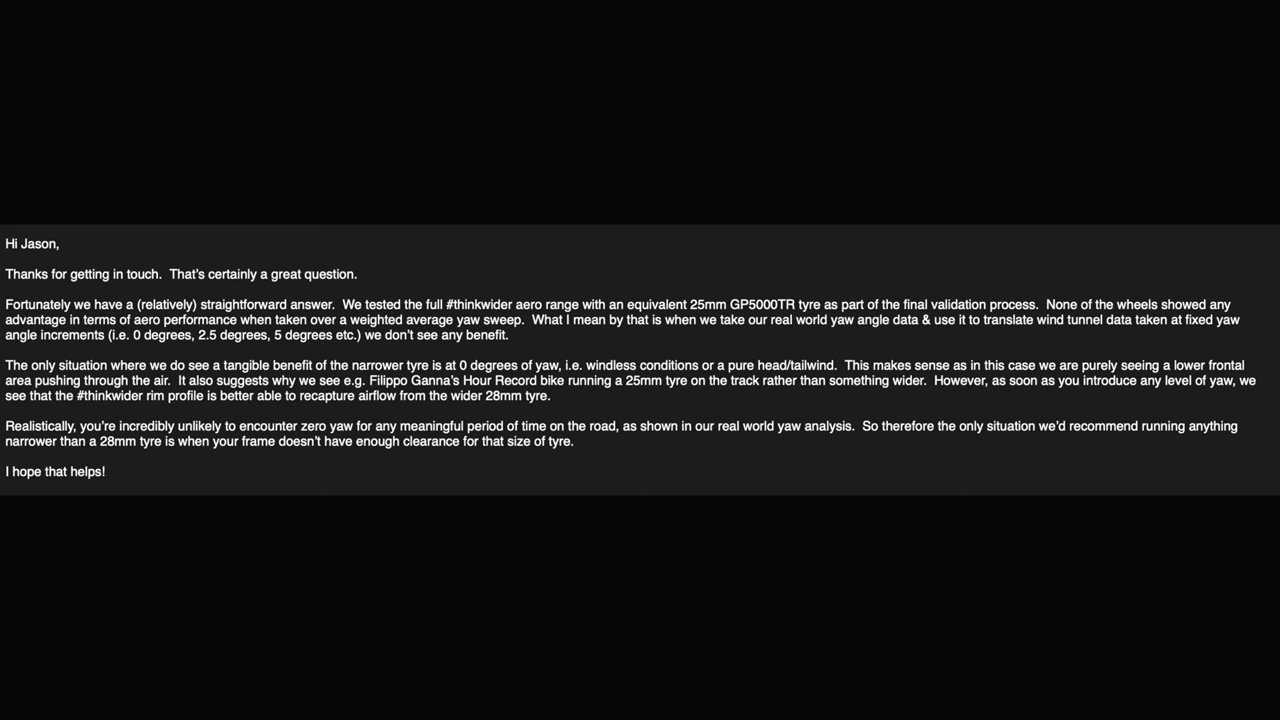 Hi Jason,
Thanks for getting in touch.  That's certainly a great question.
Fortunately we have a (relatively) straightforward answer.  We tested the full #thinkwider aero range with an equivalent 25mm GP5000TR tyre as part of the final validation process.  None of the wheels showed any
advantage in terms of aero performance when taken over a weighted average yaw sweep.  What I mean by that is when we take our real world yaw angle data & use it to translate wind tunnel data taken at fixed yaw
angle increments (i.e. 0 degrees, 2.5 degrees, 5 degrees etc.) we don't see any benefit.
The only situation where we do see a tangible benefit of the narrower tyre is at 0 degrees of yaw, i.e. windless conditions or a pure head/tailwind.  This makes sense as in this case we are purely seeing a lower frontal
area pushing through the air.  It also suggests why we see e.g. Filippo Ganna's Hour Record bike running a 25mm tyre on the track rather than something wider.  However, as soon as you introduce any level of yaw, we
see that the #thinkwider rim profile is better able to recapture airflow from the wider 28mm tyre.
Realistically, you're incredibly unlikely to encounter zero yaw for any meaningful period of time on the road, as shown in our real world yaw analysis.  So therefore the only situation we'd recommend running anything
narrower than a 28mm tyre is when your frame doesn't have enough clearance for that size of tyre.
I hope that helps!